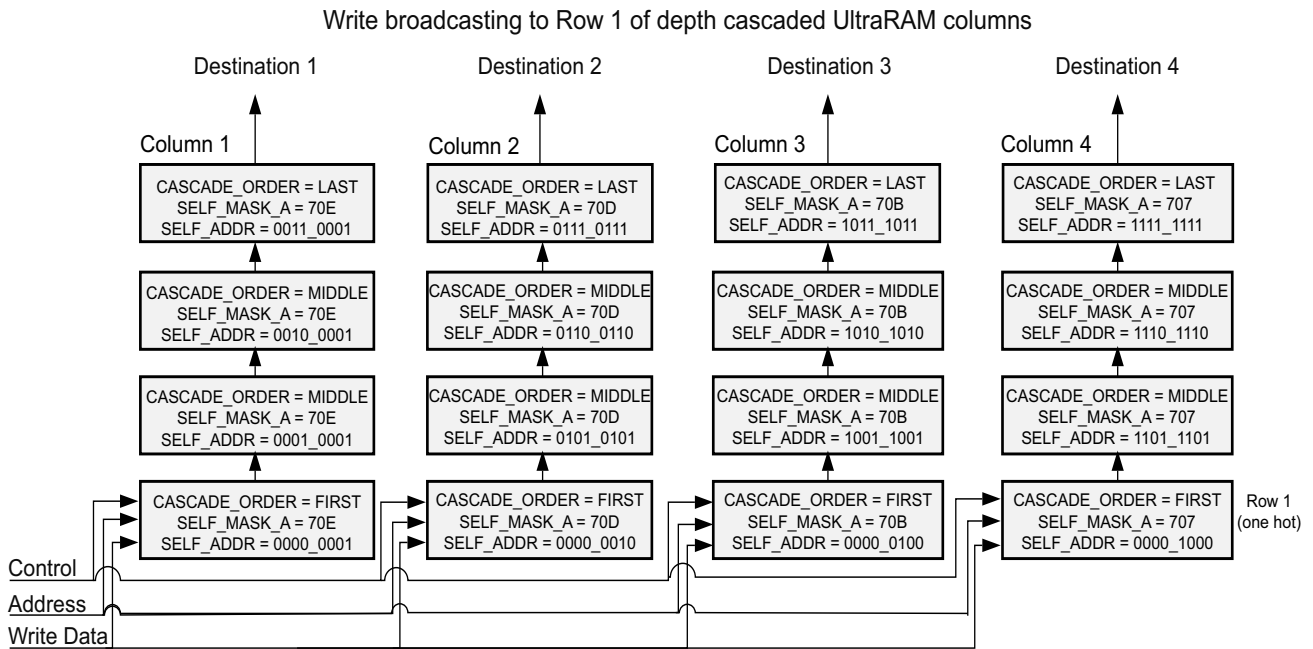 Write broadcasting to Row 1 of depth cascaded UltraRAM columns
Destination 1
Destination 2
Destination 3
Destination 4
Column 1
Column 2
Column 3
Column 4
CASCADE_ORDER = LAST
SELF_MASK_A = 70E
SELF_ADDR = 0011_0001
CASCADE_ORDER = LAST
SELF_MASK_A = 70D
SELF_ADDR = 0111_0111
CASCADE_ORDER = LAST
SELF_MASK_A = 70B
SELF_ADDR = 1011_1011
CASCADE_ORDER = LAST
SELF_MASK_A = 707
SELF_ADDR = 1111_1111
CASCADE_ORDER = MIDDLE
SELF_MASK_A = 70E
SELF_ADDR = 0010_0001
CASCADE_ORDER = MIDDLE
SELF_MASK_A = 70D
SELF_ADDR = 0110_0110
CASCADE_ORDER = MIDDLE
SELF_MASK_A = 70B
SELF_ADDR = 1010_1010
CASCADE_ORDER = MIDDLE
SELF_MASK_A = 707
SELF_ADDR = 1110_1110
CASCADE_ORDER = MIDDLE
SELF_MASK_A = 70E
SELF_ADDR = 0001_0001
CASCADE_ORDER = MIDDLE
SELF_MASK_A = 70D
SELF_ADDR = 0101_0101
CASCADE_ORDER = MIDDLE
SELF_MASK_A = 70B
SELF_ADDR = 1001_1001
CASCADE_ORDER = MIDDLE
SELF_MASK_A = 707
SELF_ADDR = 1101_1101
CASCADE_ORDER = FIRST
SELF_MASK_A = 70E
SELF_ADDR = 0000_0001
CASCADE_ORDER = FIRST
SELF_MASK_A = 70D
SELF_ADDR = 0000_0010
CASCADE_ORDER = FIRST
SELF_MASK_A = 70B
SELF_ADDR = 0000_0100
CASCADE_ORDER = FIRST
SELF_MASK_A = 707
SELF_ADDR = 0000_1000
Row 1
(one hot)
Control
Address
Write Data